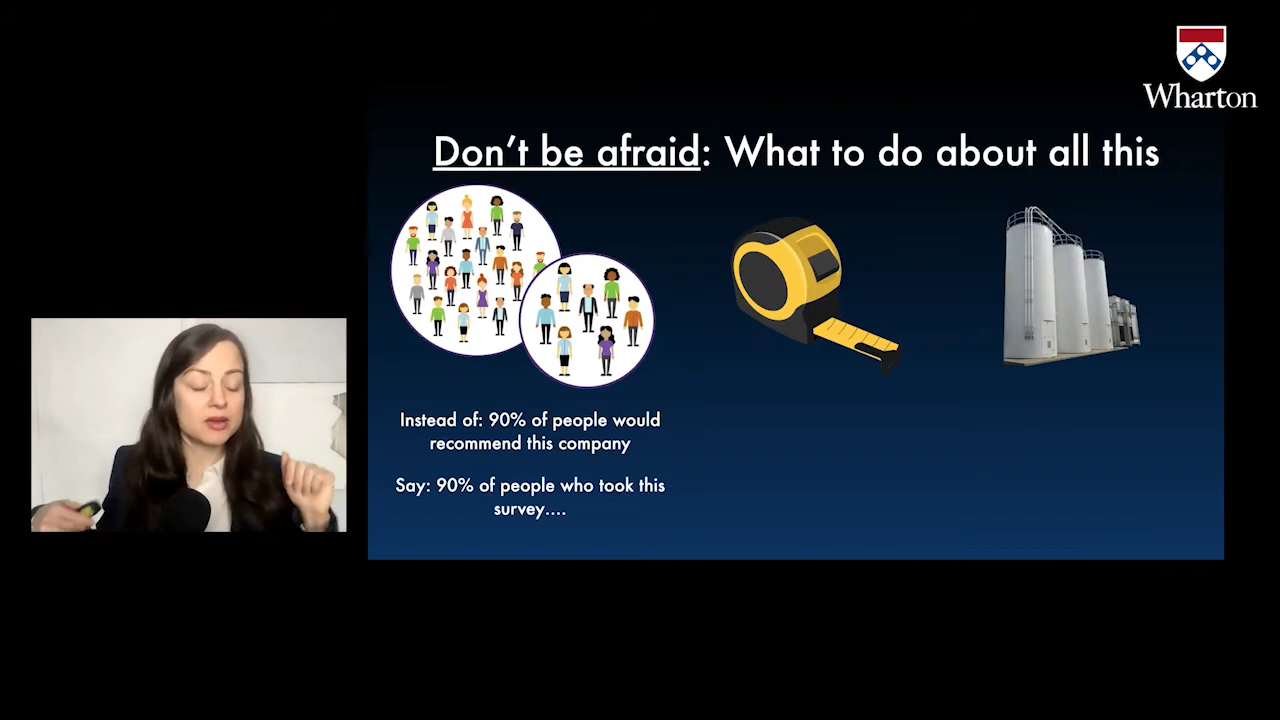 Wharton
Don't be afraid: What to do about all this
Instead of: 90% of people would
recommend this company
Say: 90% of people who took this
survey....